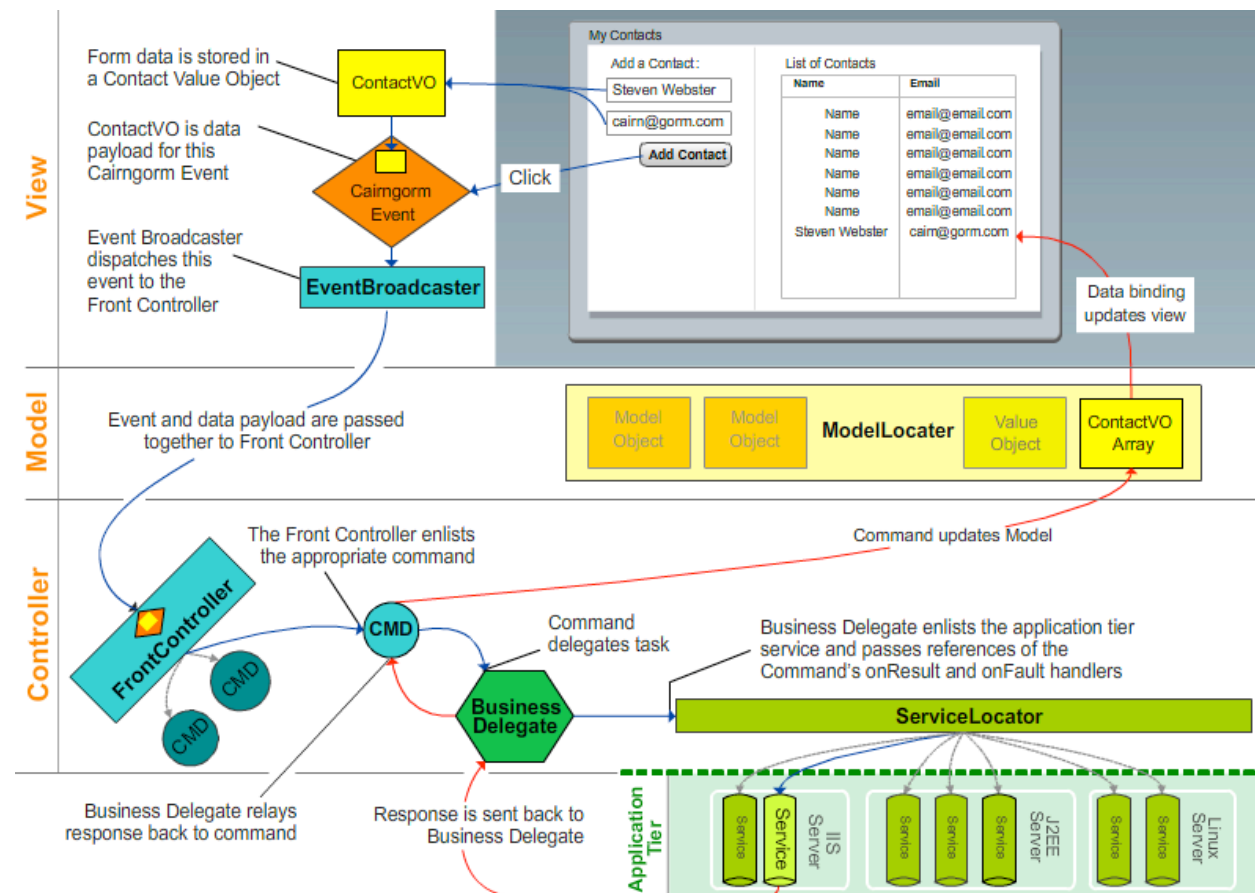 View
Form data is stored in
a Contact Value Object
ContactVO
ContactVO is data
payload for this
Cairngorm Event
Cairngorm
Event
Click
Event Broadcaster
dispatches this
event to the
Front Controller
EventBroadcaster
My Contacts
Add a Contact:
Steven Webster
cairn@gorm.com
Add Contact
List of Contacts
Name Email
Name email@email.com
Name email@email.com
Name email@email.com
Name email@email.com
Name email@email.com
Name email@email.com
Steven Webster cairn@gorm.com
Data binding
updates view
Model
Event and data payload are passed
together to Front Controller
Model
Object
Model
Object
ModelLocater
Value
Object
ContactVO
Array
Controller
The Front Controller enlists
the appropriate command
Command updates Model
FrontController
CMD
CMD
CMD
Command
delegates task
Business
Delegate
Business Delegate enlists the application tier
service and passes references of the
Command's onResult and onFault handlers
ServiceLocator
Business Delegate relays
response back to command
Response is sent back to
Business Delegate
Application
Tier
Service
Service
IIS
Server
Service
Service
Service
J2EE
Server
Service
Service
Linux
Server